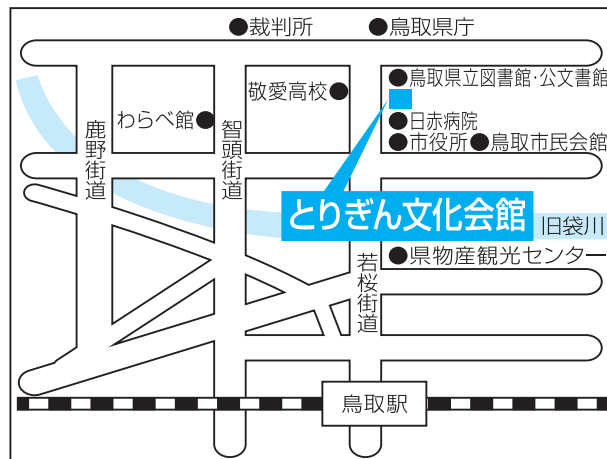 裁判所
鳥取県庁
鳥取県立図書館・公文書館
敬愛高校
わらべ館
日赤病院
市役所
鳥取市民会館
鹿野街道
智頭街道
とりぎん文化会館
旧袋川
若桜街道
県物産観光センター
鳥取駅